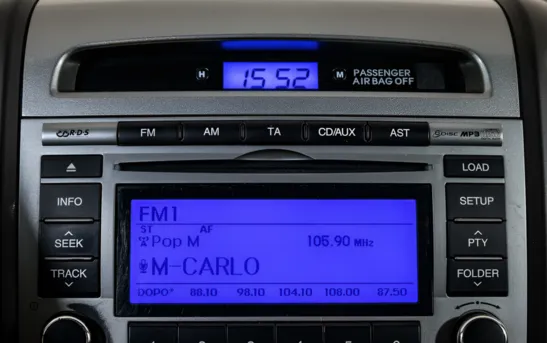 H 15:52 M PASSENGER
AIR BAG OFF
RDS FM AM TA CD/AUX AST 6 DISC MP3
LOAD
INFO SETUP
SEEK PTY
TRACK FOLDER
FM1
ST AF
Pop M 105.90 MHz
M-CARLO
DOPO* 88.10 98.10 104.10 108.00 87.50